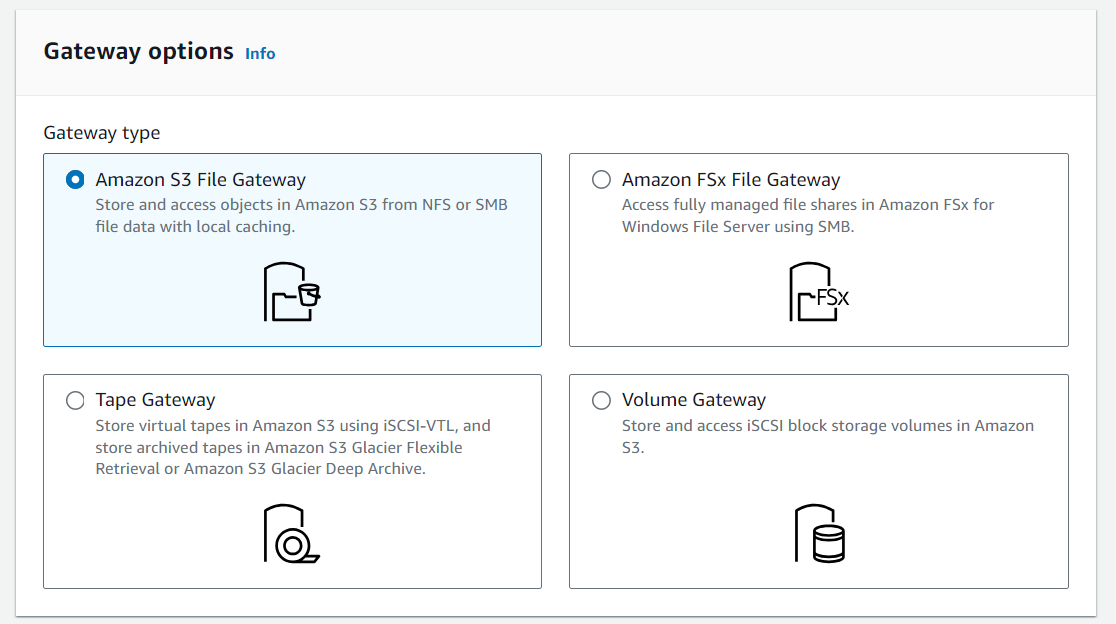 Gateway options Info
Gateway type
Amazon S3 File Gateway
Store and access objects in Amazon S3 from NFS or SMB
file data with local caching.
Amazon FSx File Gateway
Access fully managed file shares in Amazon FSx for
Windows File Server using SMB.
FSx
Tape Gateway
Store virtual tapes in Amazon S3 using iSCSI-VTL, and
store archived tapes in Amazon S3 Glacier Flexible
Retrieval or Amazon S3 Glacier Deep Archive.
Volume Gateway
Store and access iSCSI block storage volumes in Amazon
S3.